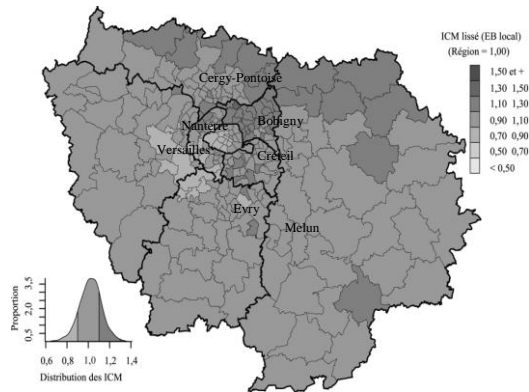 ICM lissé (EB local)
(Région = 1,00)
1,50 et +
1,30 1,50
1,10 1,30
0,90 1,10
0,70 0,90
0,50 0,70
< 0,50
Cergy-Pontoise
Nanterre
Bobigny
Versailles
Créteil
Evry
Melun
Proportion
3,5
2,5
1,5
0,5
0,6 0,8 1,0 1,2 1,4
Distribution des ICM